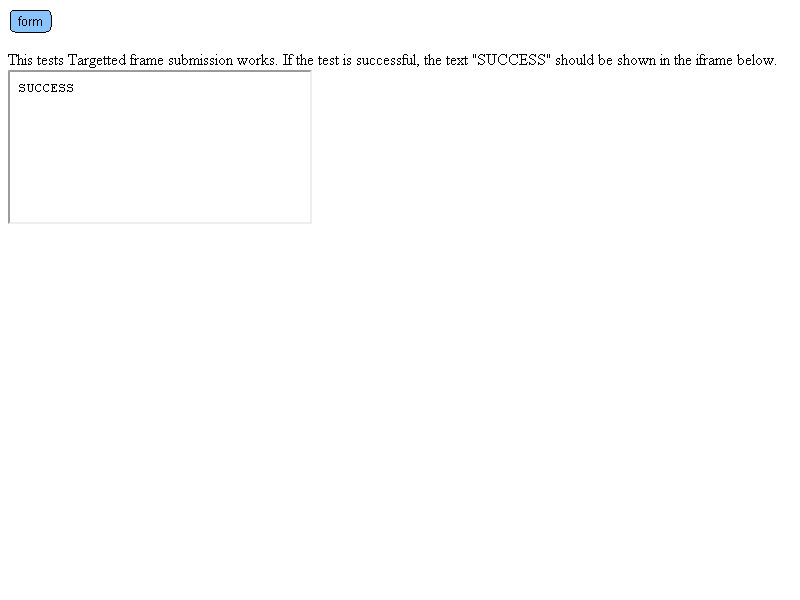 form
This tests Targetted frame submission works. If the test is successful, the text "SUCCESS" should be shown in the iframe below.
SUCCESS